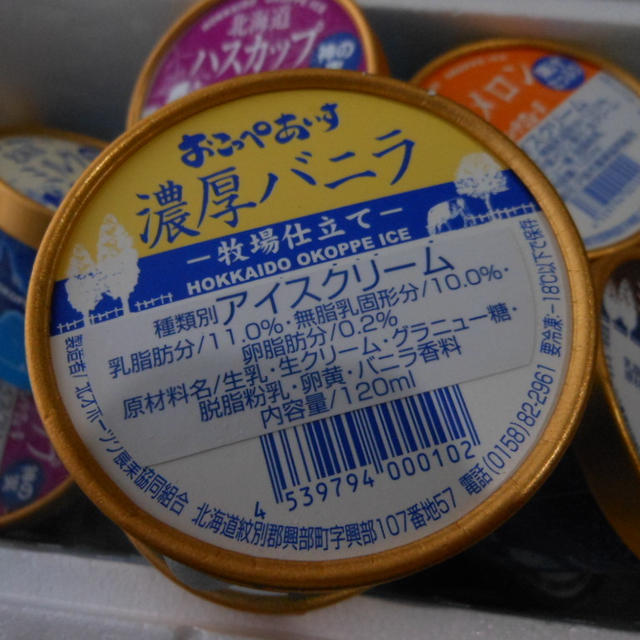 北海道
ハスカップ
メロン
おこっぺあいす
濃厚バニラ
－牧場仕立て－
HOKKAIDO OKOPPE ICE
種類別アイスクリーム
乳脂肪分/11.0%・無脂乳固形分/10.0%・
卵脂肪分/0.2%
原材料名/生乳・生クリーム・グラニュー糖・
脱脂粉乳・卵黄・バニラ香料
内容量/120ml
4 539794 000102
製造者/北オホーツク農業協同組合 北海道紋別郡興部町字興部107番地57 電話(0158)82-2961 要冷凍-18℃以下で保存